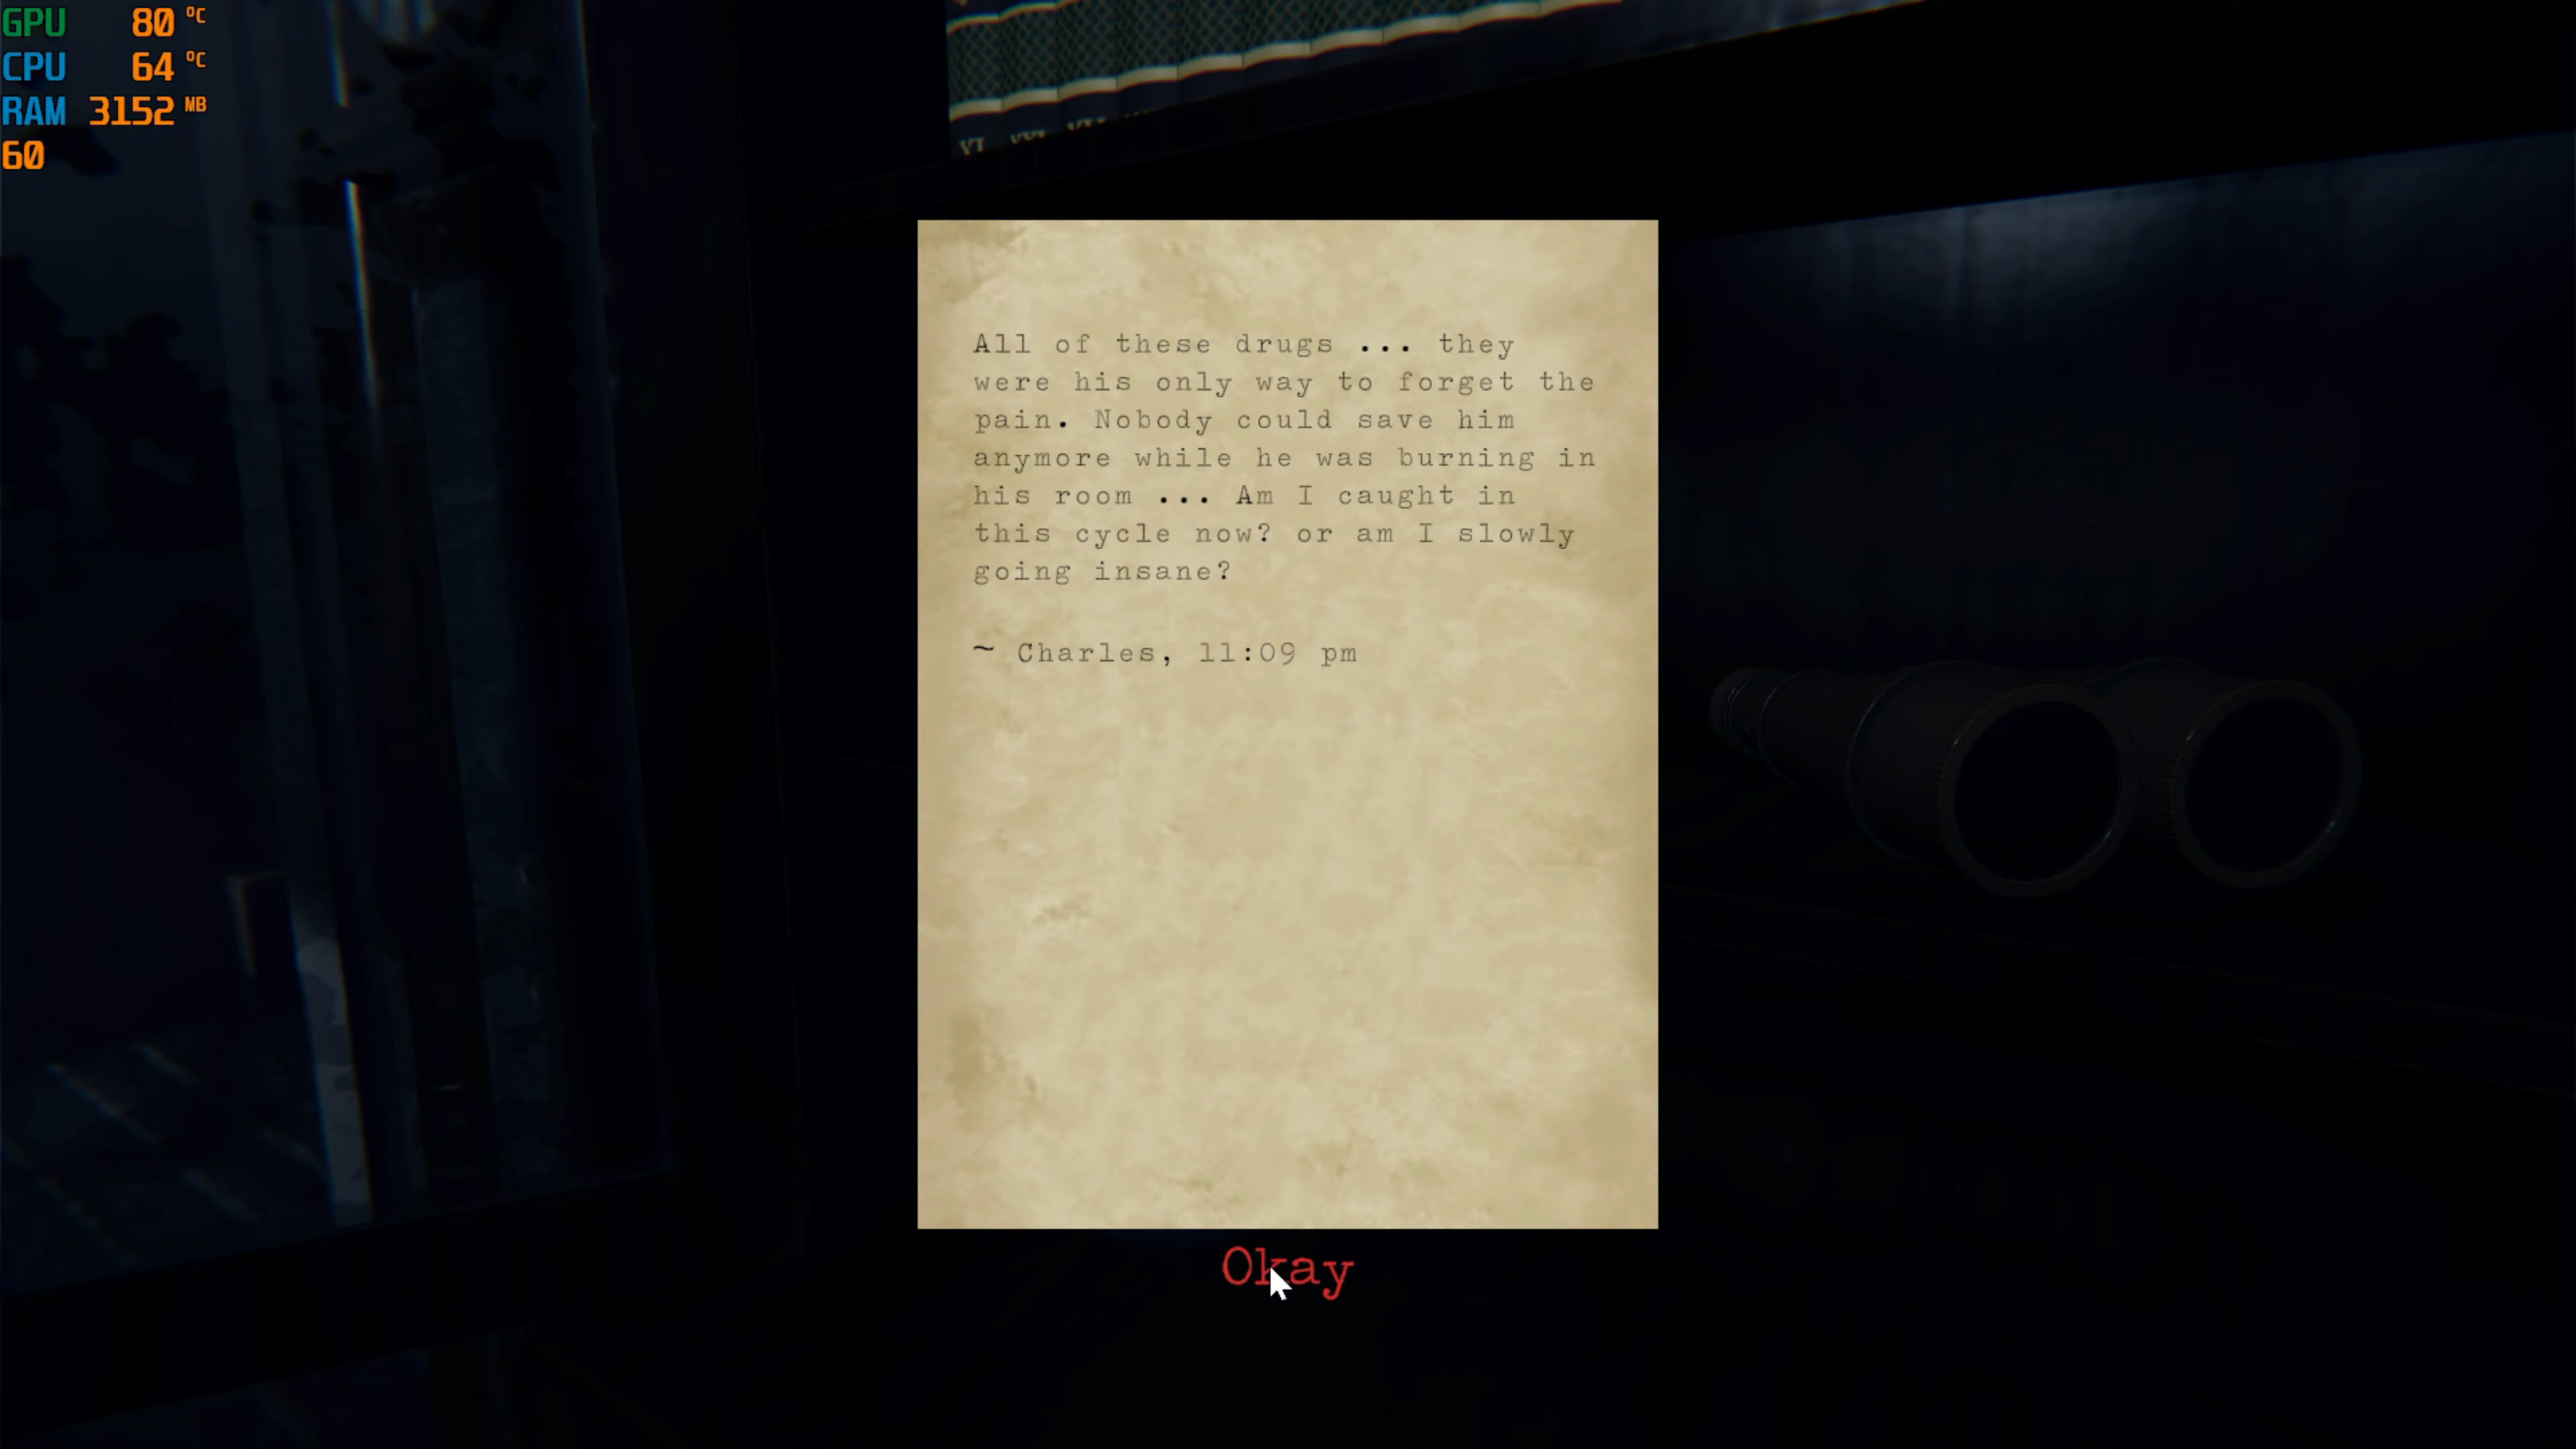 GPU 80 °C
CPU 64 °C
RAM 3152 MB
60
All of these drugs ... they
were his only way to forget the
pain. Nobody could save him
anymore while he was burning in
his room ... Am I caught in
this cycle now? or am I slowly
going insane?
~ Charles, 11:09 pm
Okay